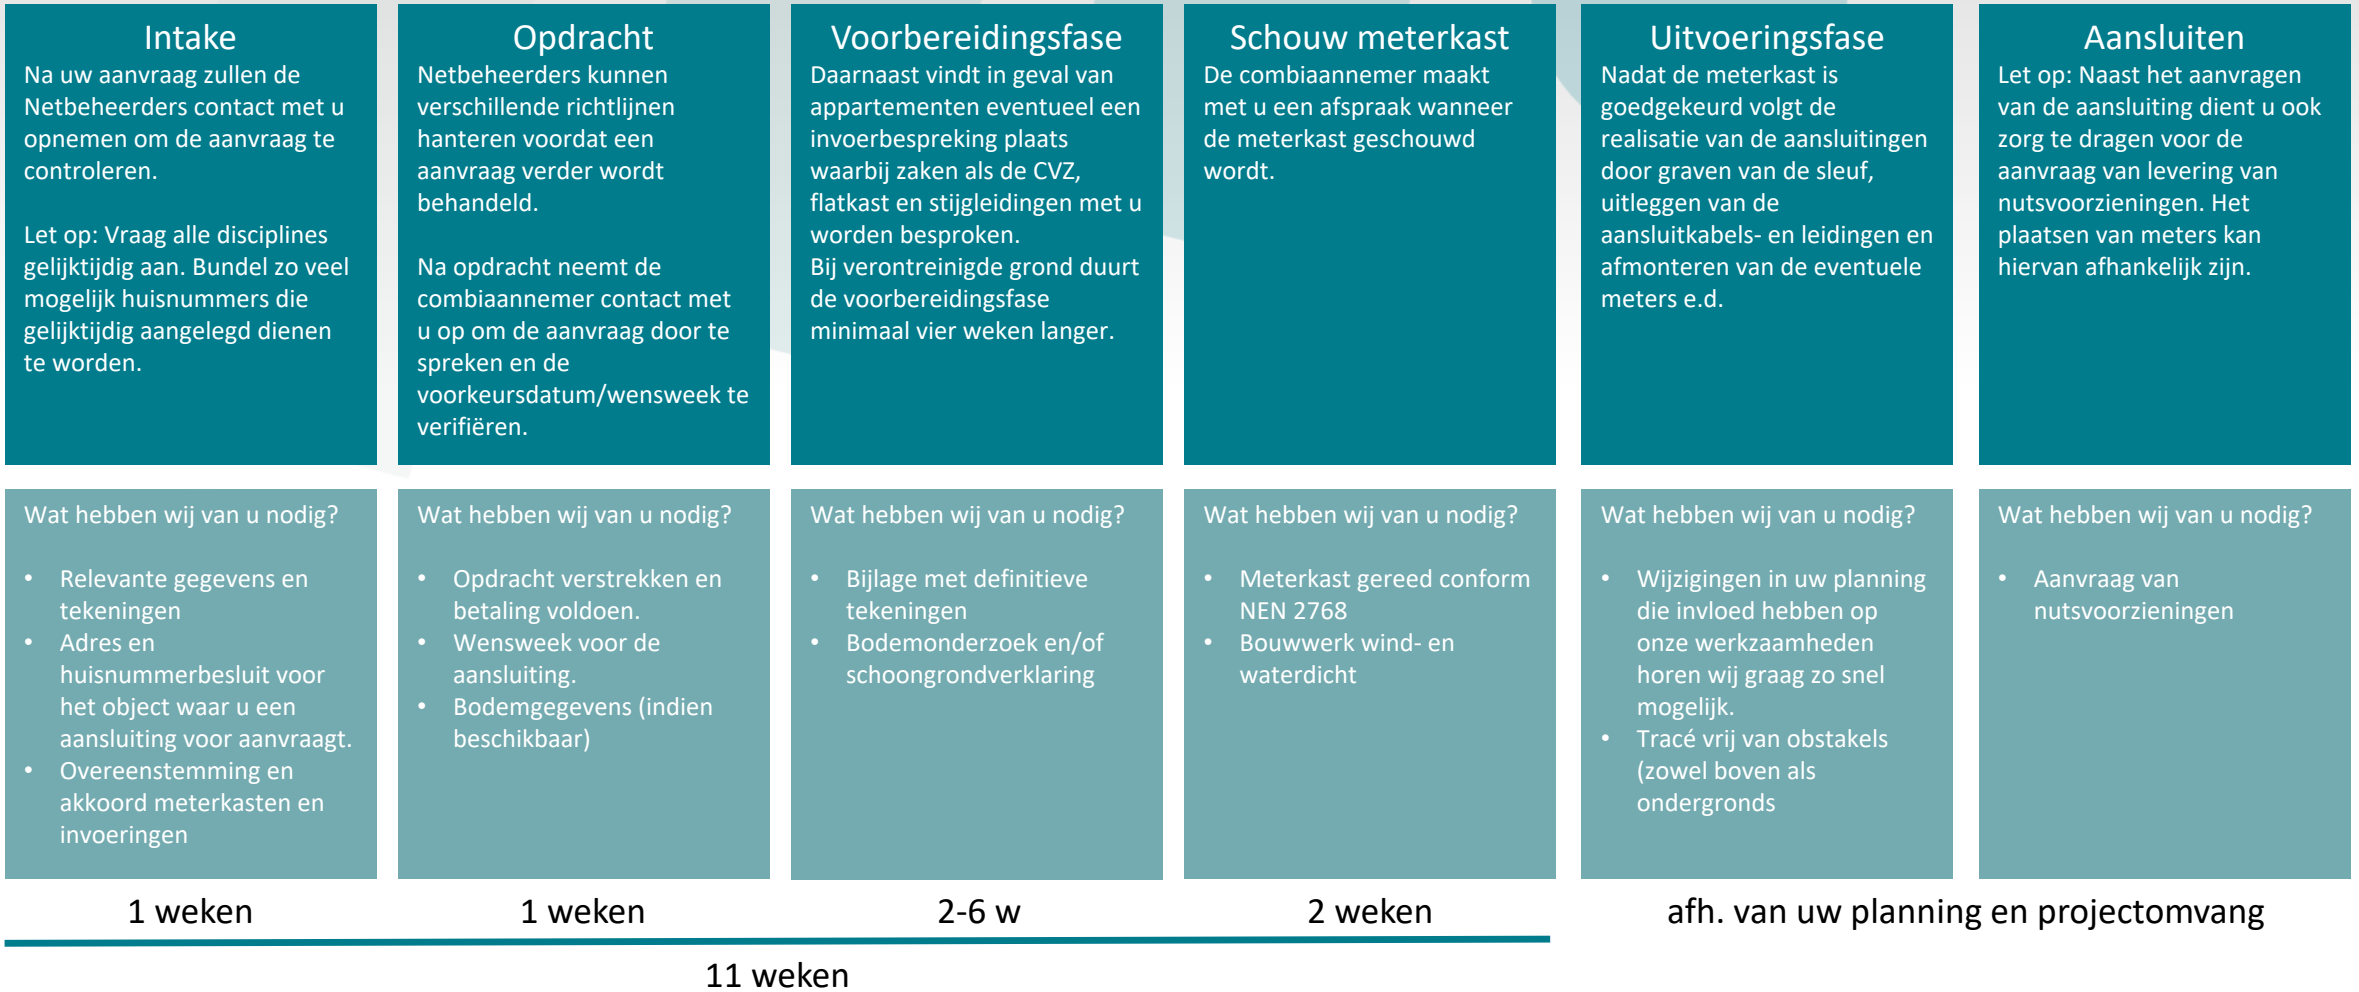 Intake
Na uw aanvraag zullen de
Netbeheerders contact met u
opnemen om de aanvraag te
controleren.
Let op: Vraag alle disciplines
gelijktijdig aan. Bundel zo veel
mogelijk huisnummers die
gelijktijdig aangelegd dienen
te worden.
Opdracht
Netbeheerders kunnen
verschillende richtlijnen
hanteren voordat een
aanvraag verder wordt
behandeld.
Na opdracht neemt de
combiaannemer contact met
u op om de aanvraag door te
spreken en de
voorkeursdatum/wensweek te
verifiëren.
Voorbereidingsfase
Daarnaast vindt in geval van
appartementen eventueel een
invoerbespreking plaats
waarbij zaken als de CVZ,
flatkast en stijgleidingen met u
worden besproken.
Bij verontreinigde grond duurt
de voorbereidingsfase
minimaal vier weken langer.
Schouw meterkast
De combiaannemer maakt
met u een afspraak wanneer
de meterkast geschouwd
wordt.
Uitvoeringsfase
Nadat de meterkast is
goedgekeurd volgt de
realisatie van de aansluitingen
door graven van de sleuf,
uitleggen van de
aansluitkabels- en leidingen en
afmonteren van de eventuele
meters e.d.
Aansluiten
Let op: Naast het aanvragen
van de aansluiting dient u ook
zorg te dragen voor de
aanvraag van levering van
nutsvoorzieningen. Het
plaatsen van meters kan
hiervan afhankelijk zijn.
Wat hebben wij van u nodig?
• Relevante gegevens en
tekeningen
• Adres en
huisnummerbesluit voor
het object waar u een
aansluiting voor aanvraagt.
• Overeenstemming en
akkoord meterkasten en
invoeringen
Wat hebben wij van u nodig?
• Opdracht verstrekken en
betaling voldoen.
• Wensweek voor de
aansluiting.
• Bodemgegevens (indien
beschikbaar)
Wat hebben wij van u nodig?
• Bijlage met definitieve
tekeningen
• Bodemonderzoek en/of
schoongrondverklaring
Wat hebben wij van u nodig?
• Meterkast gereed conform
NEN 2768
• Bouwwerk wind- en
waterdicht
Wat hebben wij van u nodig?
• Wijzigingen in uw planning
die invloed hebben op
onze werkzaamheden
horen wij graag zo snel
mogelijk.
• Tracé vrij van obstakels
(zowel boven als
ondergronds
Wat hebben wij van u nodig?
• Aanvraag van
nutsvoorzieningen
1 weken
1 weken
2-6 w
2 weken
afh. van uw planning en projectomvang
11 weken